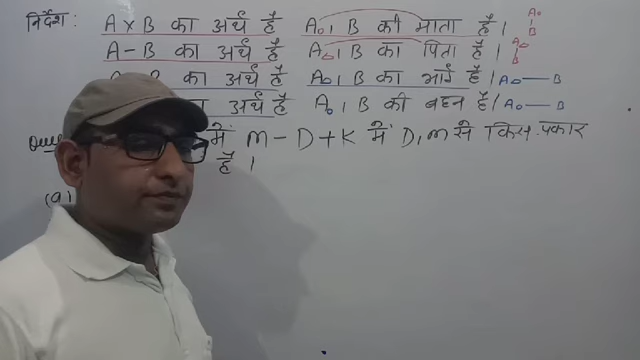 निर्देश: A × B का अर्थ है A, B की माता है। A B
A − B का अर्थ है A, B का पिता है। A B
B का अर्थ है A, B का भाई है। A — B
का अर्थ है A, B की बहन है। A — B
में M − D + K में D, M से किस प्रकार
है।
(a)